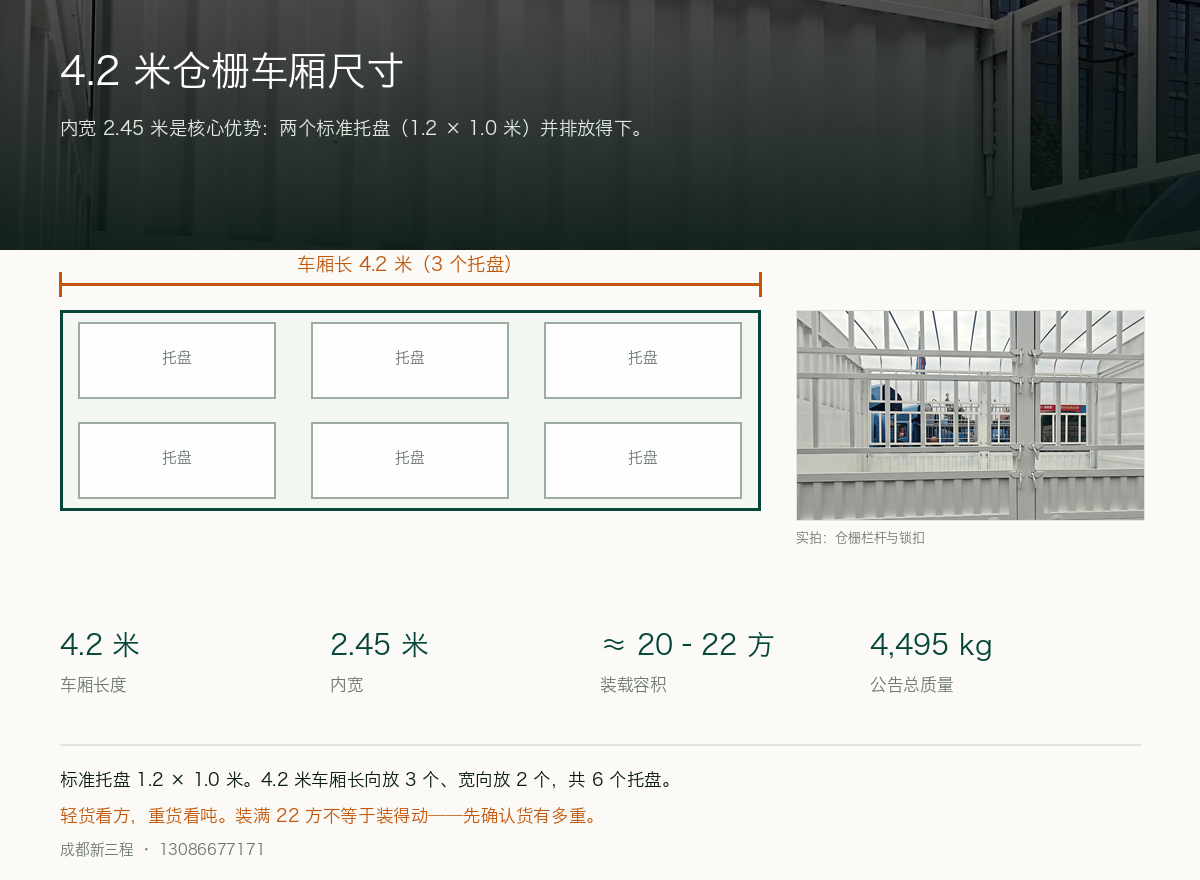 4.2 米仓栅车厢尺寸
内宽 2.45 米是核心优势：两个标准托盘（1.2 × 1.0 米）并排放得下。
车厢长 4.2 米（3 个托盘）
托盘
托盘
托盘
托盘
托盘
托盘
实拍：仓栅栏杆与锁扣
4.2 米
2.45 米
≈ 20 - 22 方
4,495 kg
车厢长度
内宽
装载容积
公告总质量
标准托盘 1.2 × 1.0 米。4.2 米车厢长向放 3 个、宽向放 2 个，共 6 个托盘。
轻货看方，重货看吨。装满 22 方不等于装得动——先确认货有多重。
成都新三程 · 13086677171